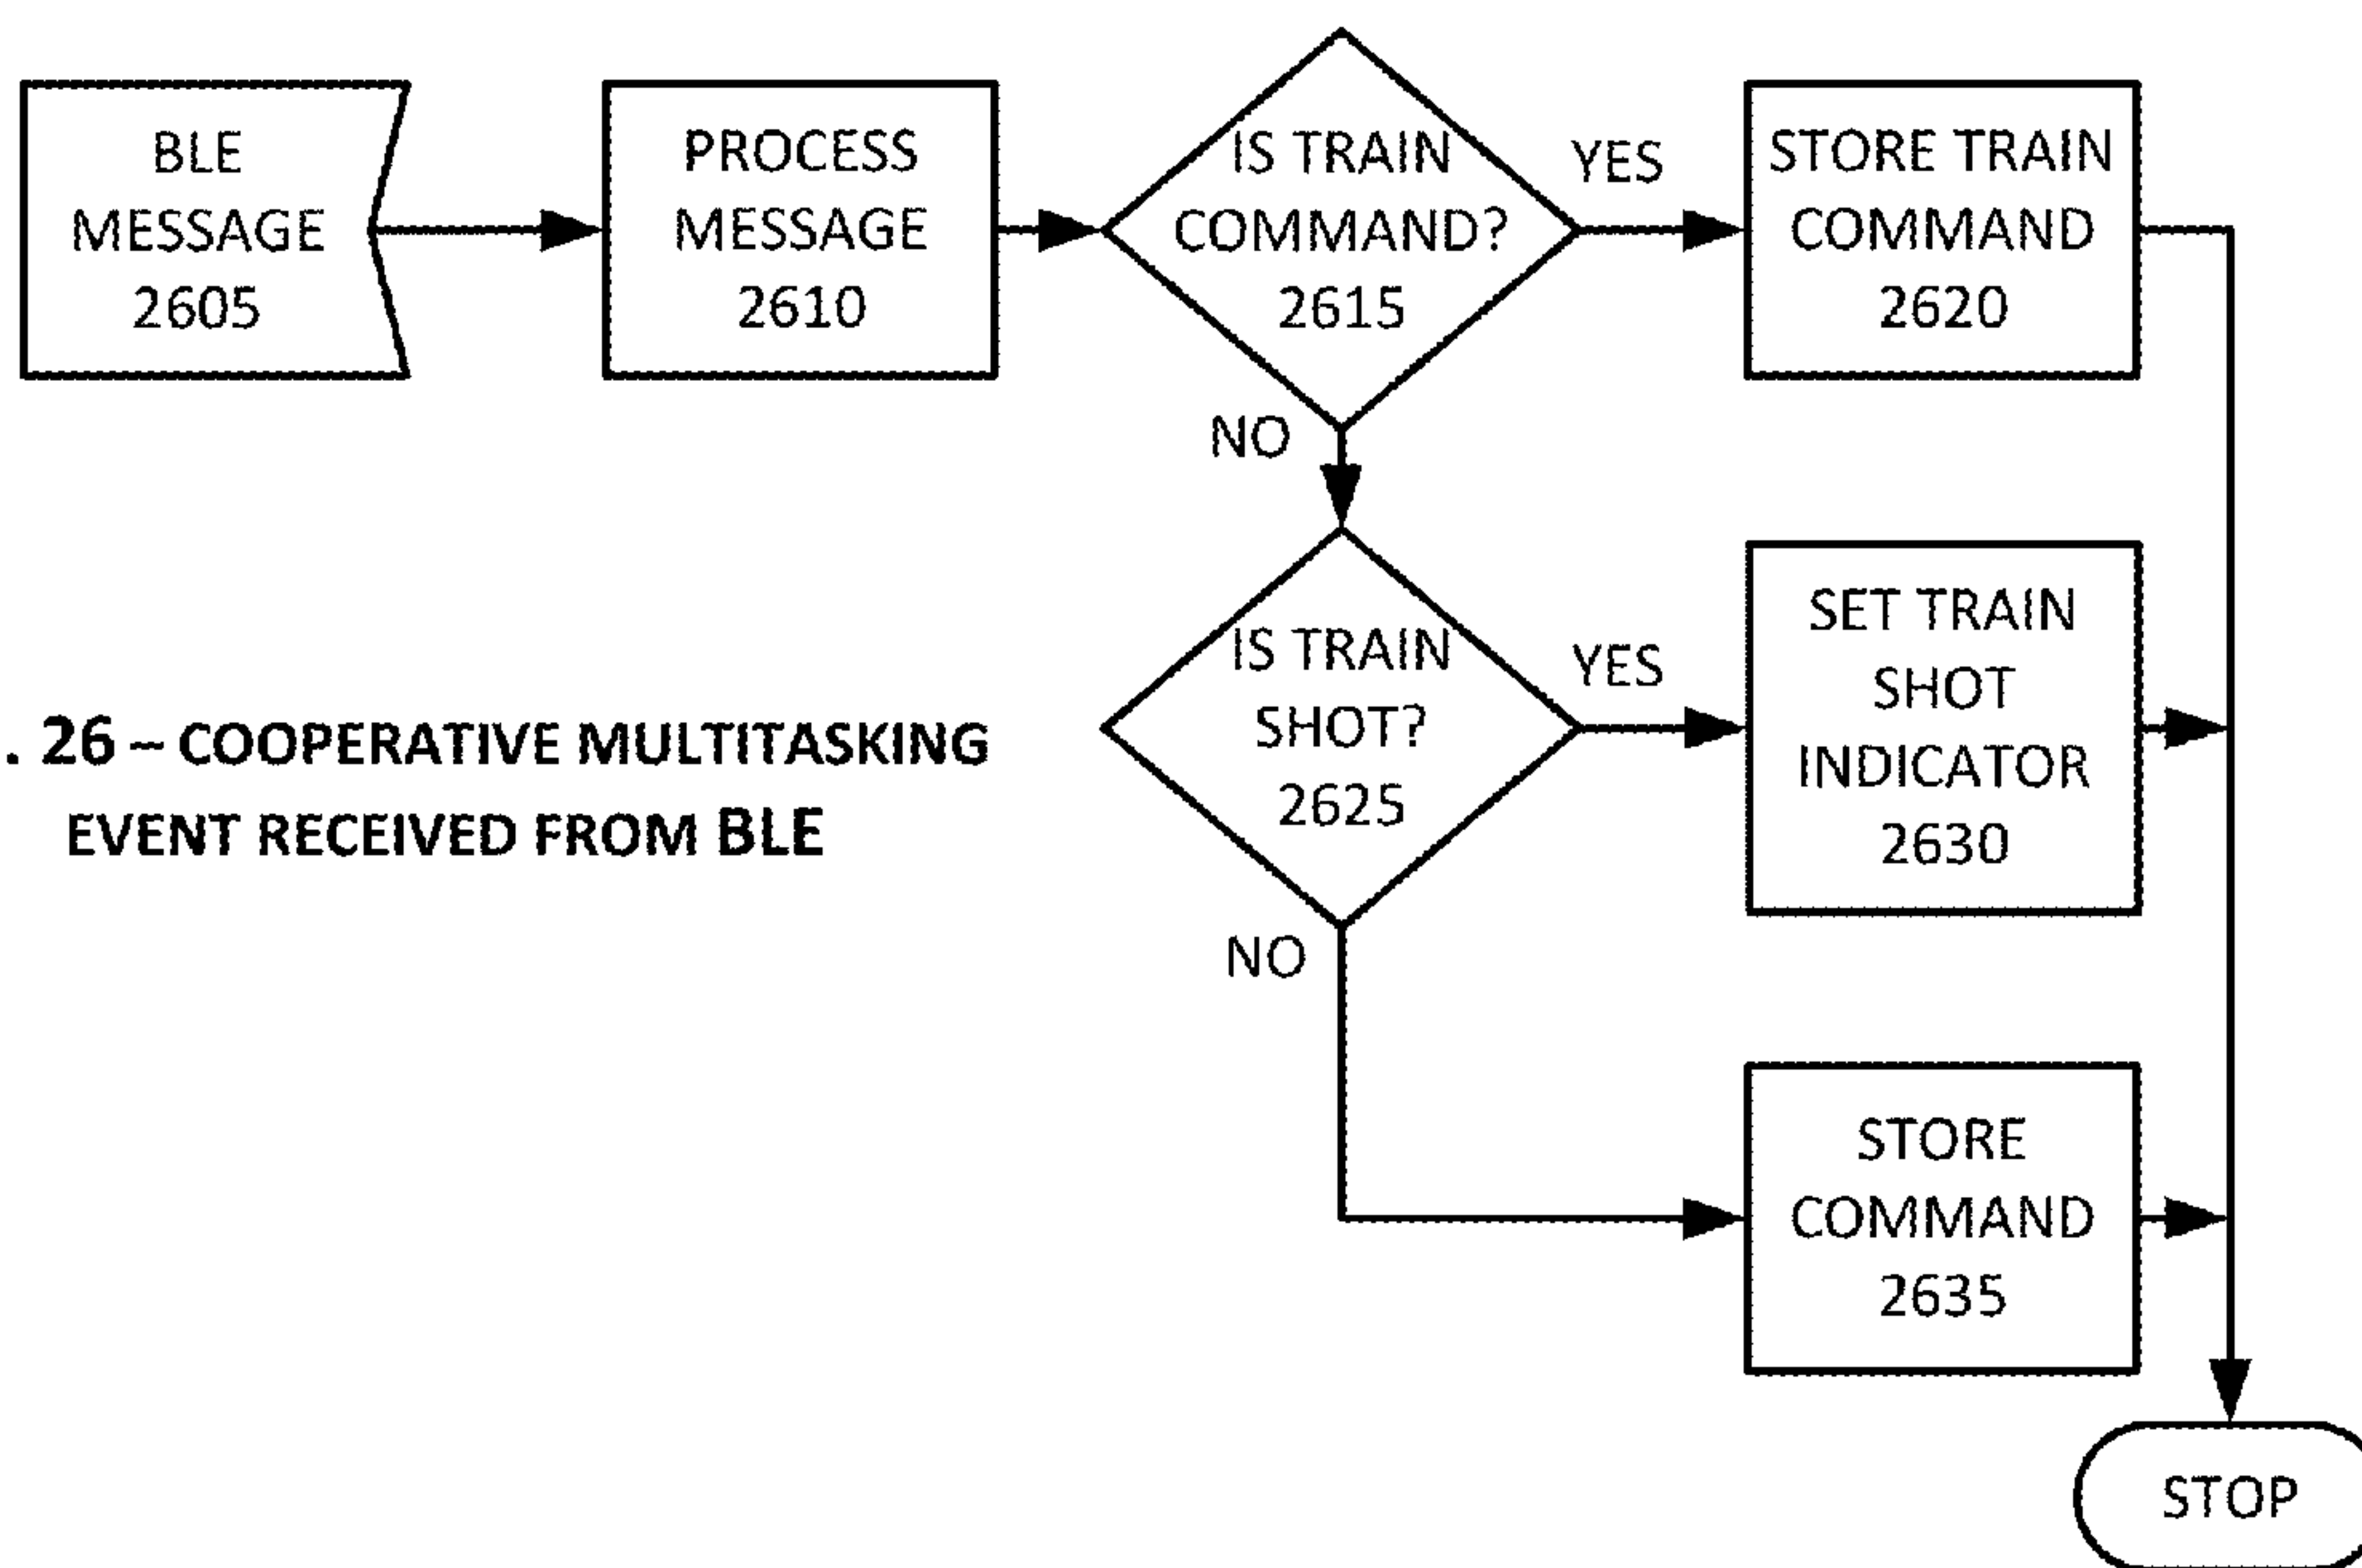 BLE
MESSAGE
2605
PROCESS
MESSAGE
2610
IS TRAIN
COMMAND?
2615
YES
STORE TRAIN
COMMAND
2620
NO
IS TRAIN
SHOT?
2625
YES
SET TRAIN
SHOT
INDICATOR
2630
. 26 – COOPERATIVE MULTITASKING
EVENT RECEIVED FROM BLE
NO
STORE
COMMAND
2635
STOP